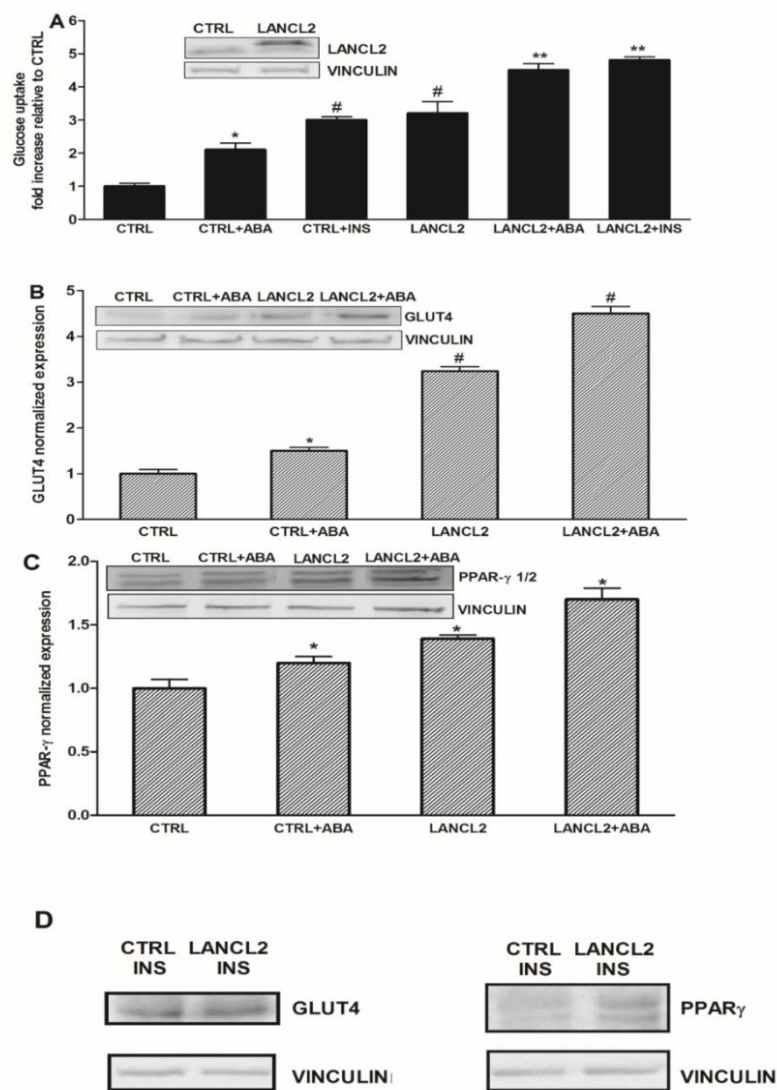 A
CTRL LANCL2
LANCL2
VINCULIN
Glucose uptake
fold increase relative to CTRL
6
5
4
3
2
1
0
* # # ** **
CTRL CTRL+ABA CTRL+INS LANCL2 LANCL2+ABA LANCL2+INS
B
CTRL CTRL+ABA LANCL2 LANCL2+ABA
GLUT4
VINCULIN
GLUT4 normalized expression
5
4
3
2
1
0
* # #
CTRL CTRL+ABA LANCL2 LANCL2+ABA
C
CTRL CTRL+ABA LANCL2 LANCL2+ABA
PPAR-γ 1/2
VINCULIN
PPAR-γ normalized expression
2.0
1.5
1.0
0.5
0.0
* * *
CTRL CTRL+ABA LANCL2 LANCL2+ABA
D
CTRL LANCL2
INS INS
GLUT4
VINCULIN
CTRL LANCL2
INS INS
PPARγ
VINCULIN